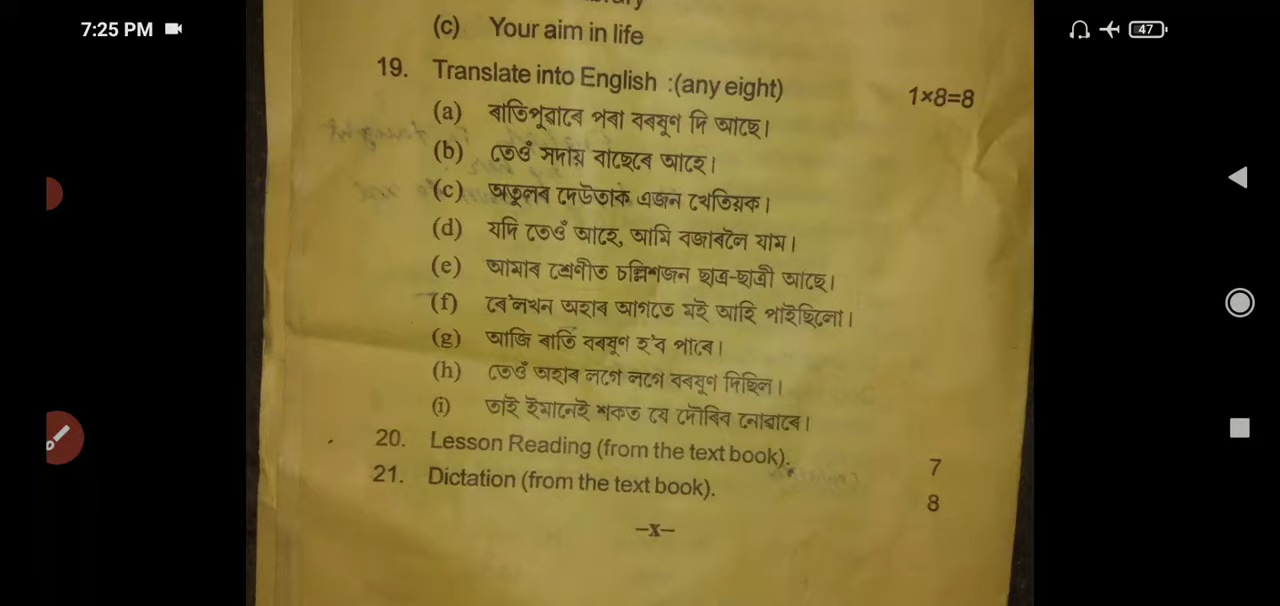 7:25 PM
47
(c) Your aim in life
19. Translate into English :(any eight) 1×8=8
(a) ৰাতিপুৱাৰে পৰা বৰষুণ দি আছে।
(b) তেওঁ সদায় বাছেৰে আহে।
(c) অতুলৰ দেউতাক এজন খেতিয়ক।
(d) যদি তেওঁ আহে, আমি বজাৰলৈ যাম।
(e) আমাৰ শ্ৰেণীত চল্লিশজন ছাত্ৰ-ছাত্ৰী আছে।
(f) ৰে'লখন অহাৰ আগতে মই আহি পাইছিলো।
(g) আজি ৰাতি বৰষুণ হ'ব পাৰে।
(h) তেওঁ অহাৰ লগে লগে বৰষুণ দিছিল।
(i) তাই ইমানেই শকত যে দৌৰিব নোৱাৰে।
20. Lesson Reading (from the text book). 7
21. Dictation (from the text book). 8
–x–